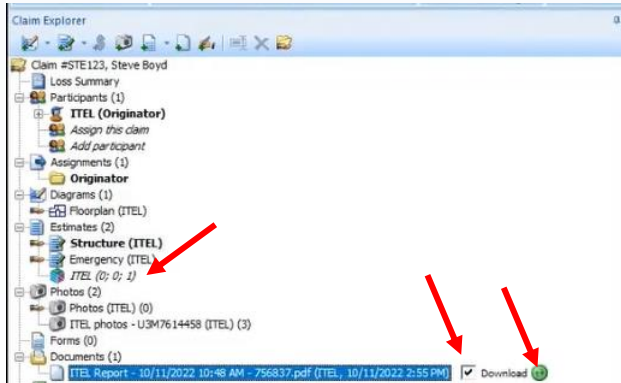 Claim Explorer
Claim #STE123, Steve Boyd
Loss Summary
Participants (1)
ITEL (Originator)
Assign this claim
Add participant
Assignments (1)
Originator
Diagrams (1)
Floorplan (ITEL)
Estimates (2)
Structure (ITEL)
Emergency (ITEL)
ITEL (0; 0; 1)
Photos (2)
Photos (ITEL) (0)
ITEL photos - U3M7614458 (ITEL) (3)
Forms (0)
Documents (1)
ITEL Report - 10/11/2022 10:48 AM - 756837.pdf (ITEL, 10/11/2022 2:55 PM) Download